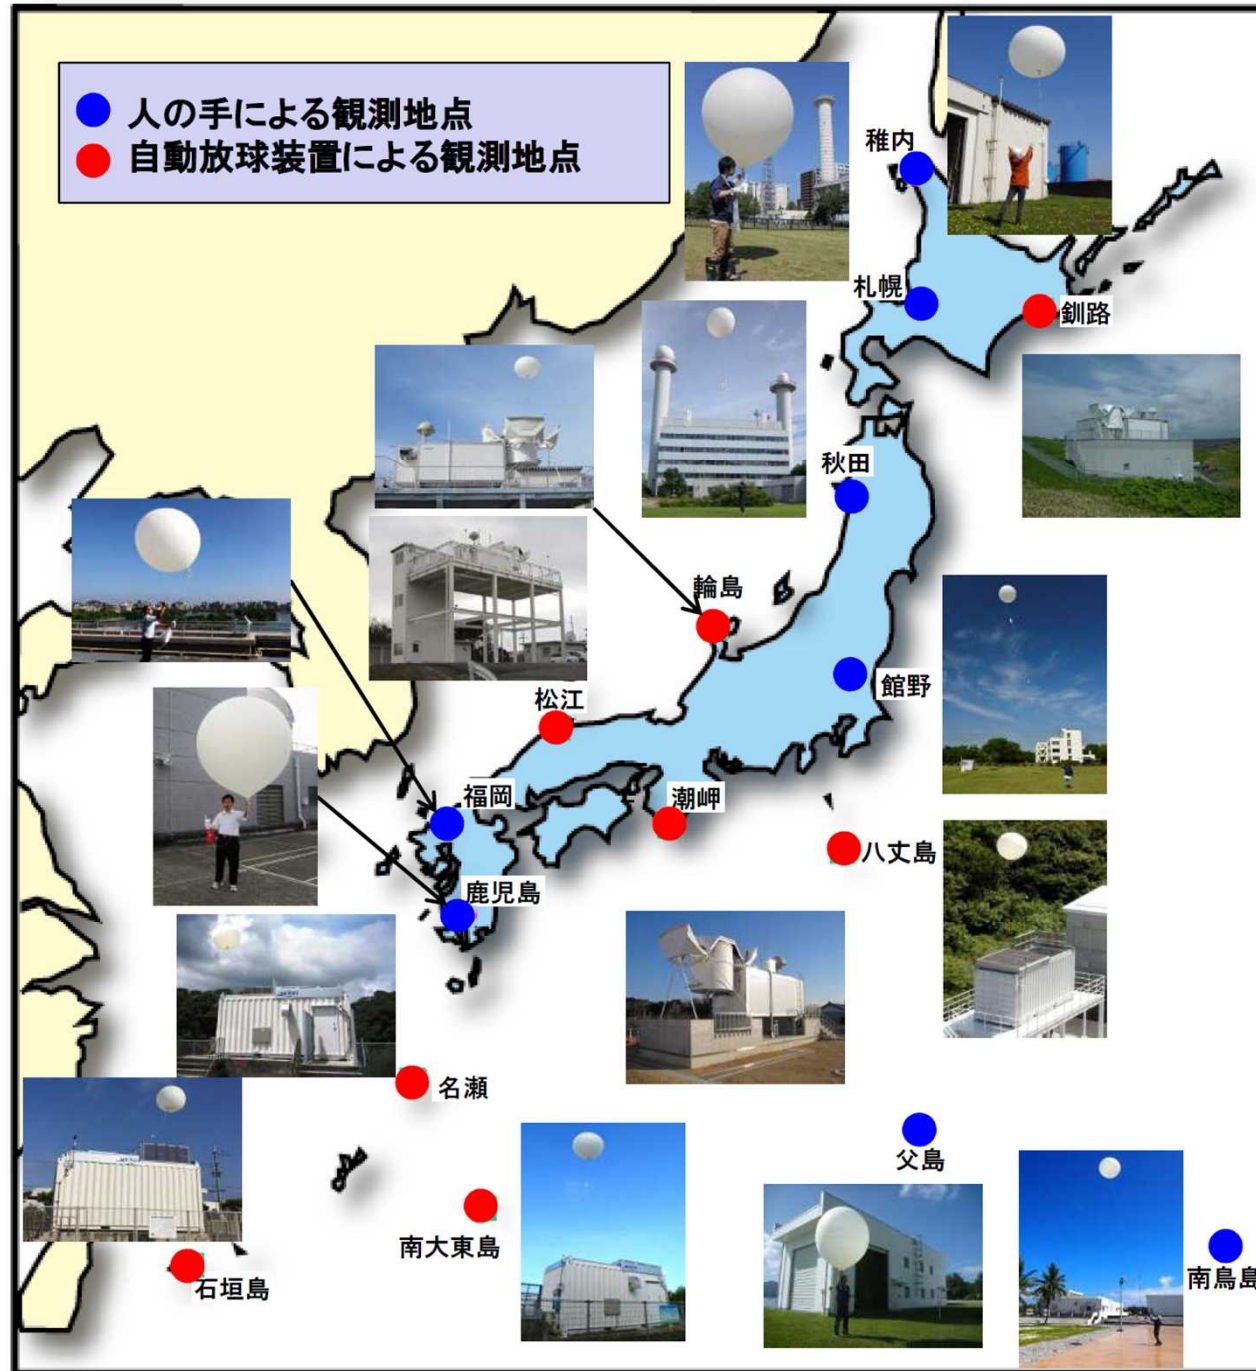 人の手による観測地点
自動放球装置による観測地点
稚内
札幌
釧路
秋田
輪島
館野
松江
福岡
潮岬
八丈島
鹿児島
名瀬
父島
南大東島
南鳥島
石垣島